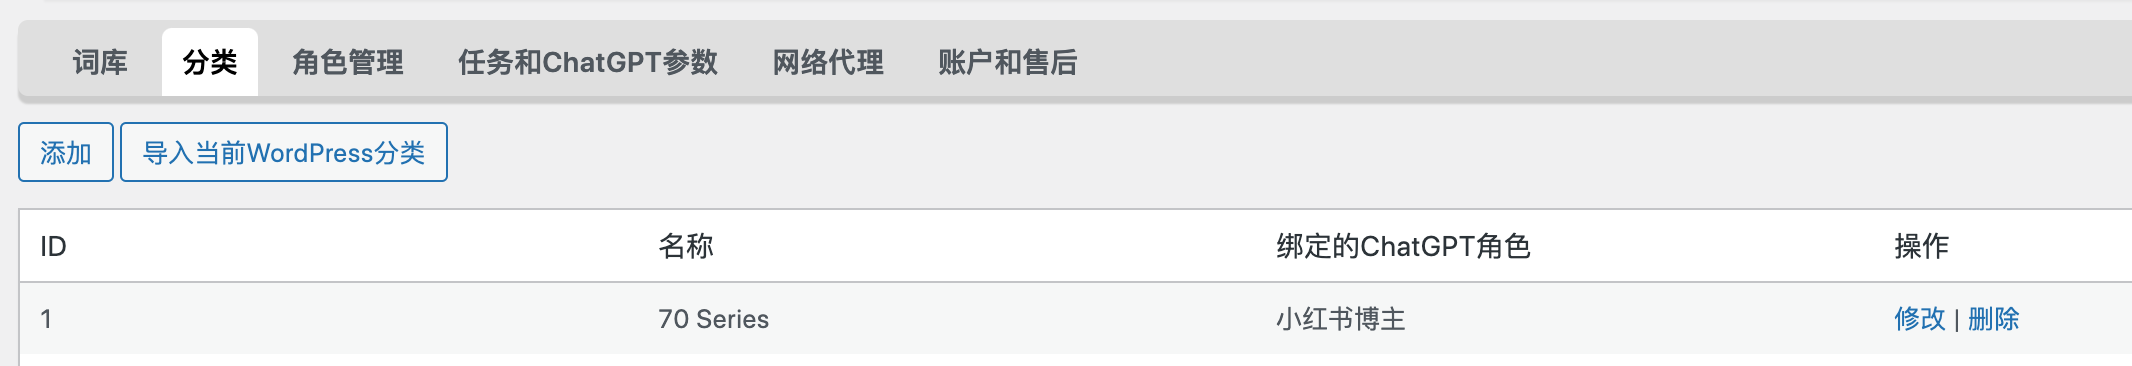 词库 分类 角色管理 任务和ChatGPT参数 网络代理 账户和售后
添加 导入当前WordPress分类
ID 名称 绑定的ChatGPT角色 操作
1 70 Series 小红书博主 修改 | 删除